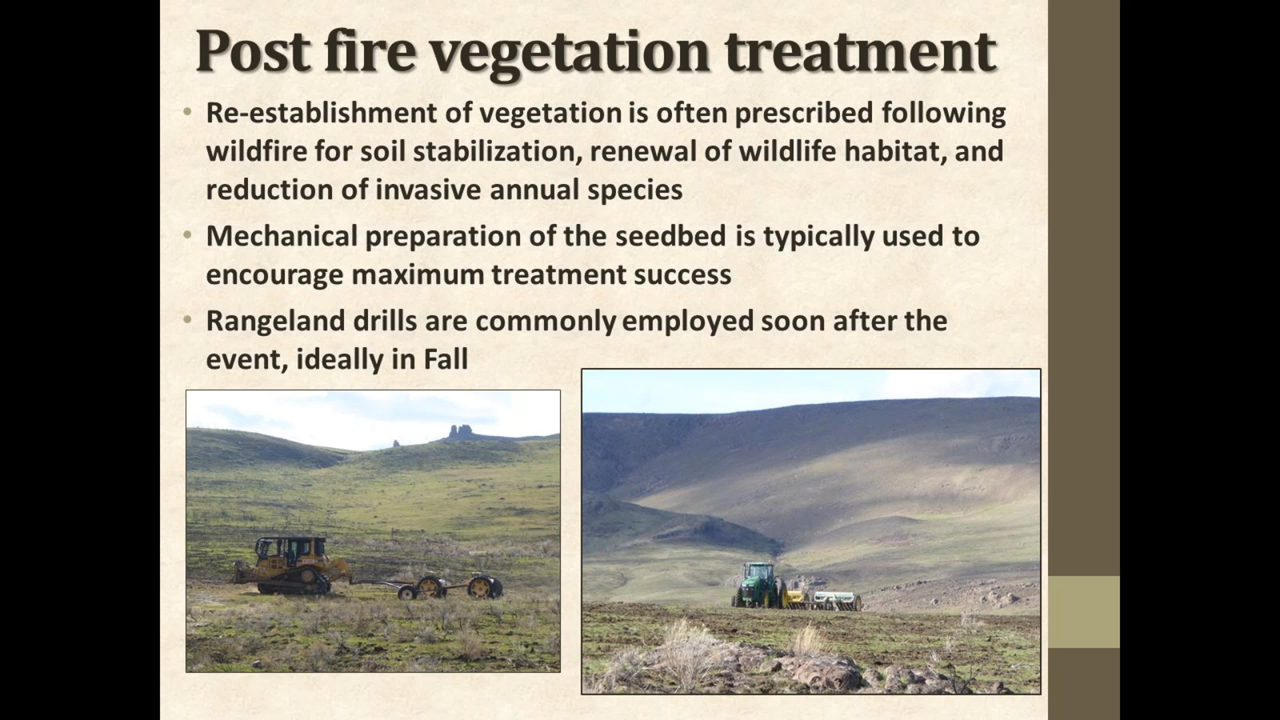 Post fire vegetation treatment
• Re-establishment of vegetation is often prescribed following
wildfire for soil stabilization, renewal of wildlife habitat, and
reduction of invasive annual species
• Mechanical preparation of the seedbed is typically used to
encourage maximum treatment success
• Rangeland drills are commonly employed soon after the
event, ideally in Fall